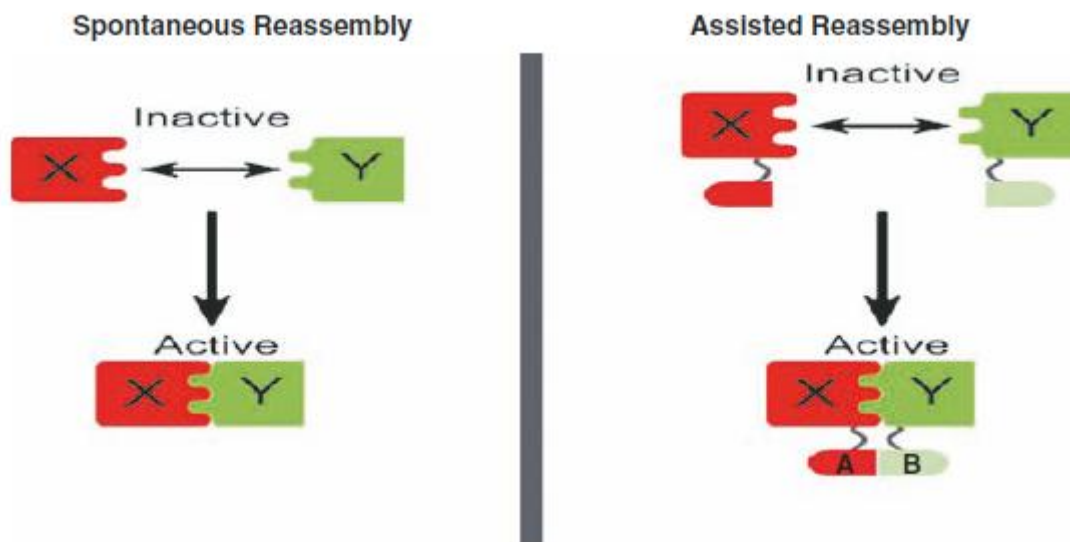 Spontaneous Reassembly
Inactive
X
Y
Active
X
Y
Assisted Reassembly
Inactive
X
Y
Active
X
Y
A
B